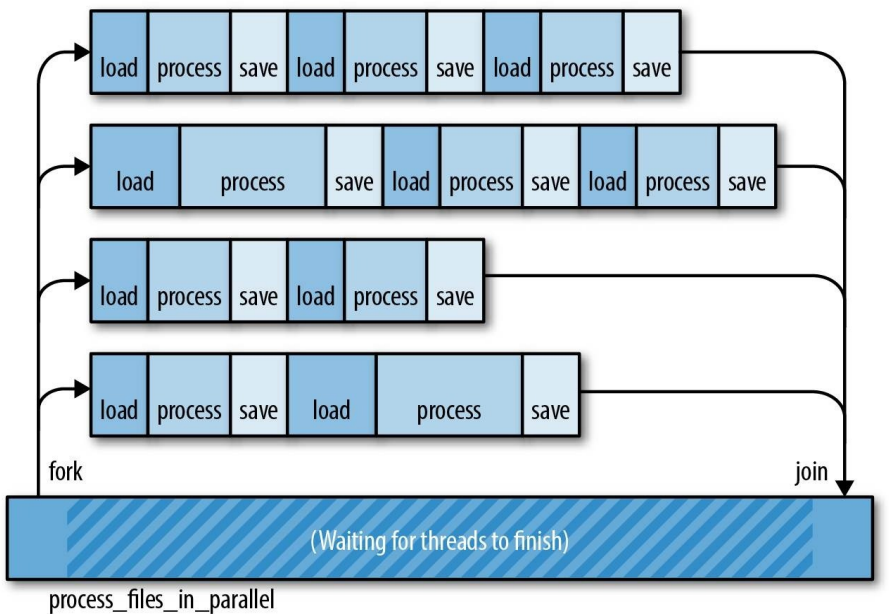 load process save load process save load process save
load process save load process save load process save
load process save load process save
load process save load process save
fork join
(Waiting for threads to finish)
process_files_in_parallel